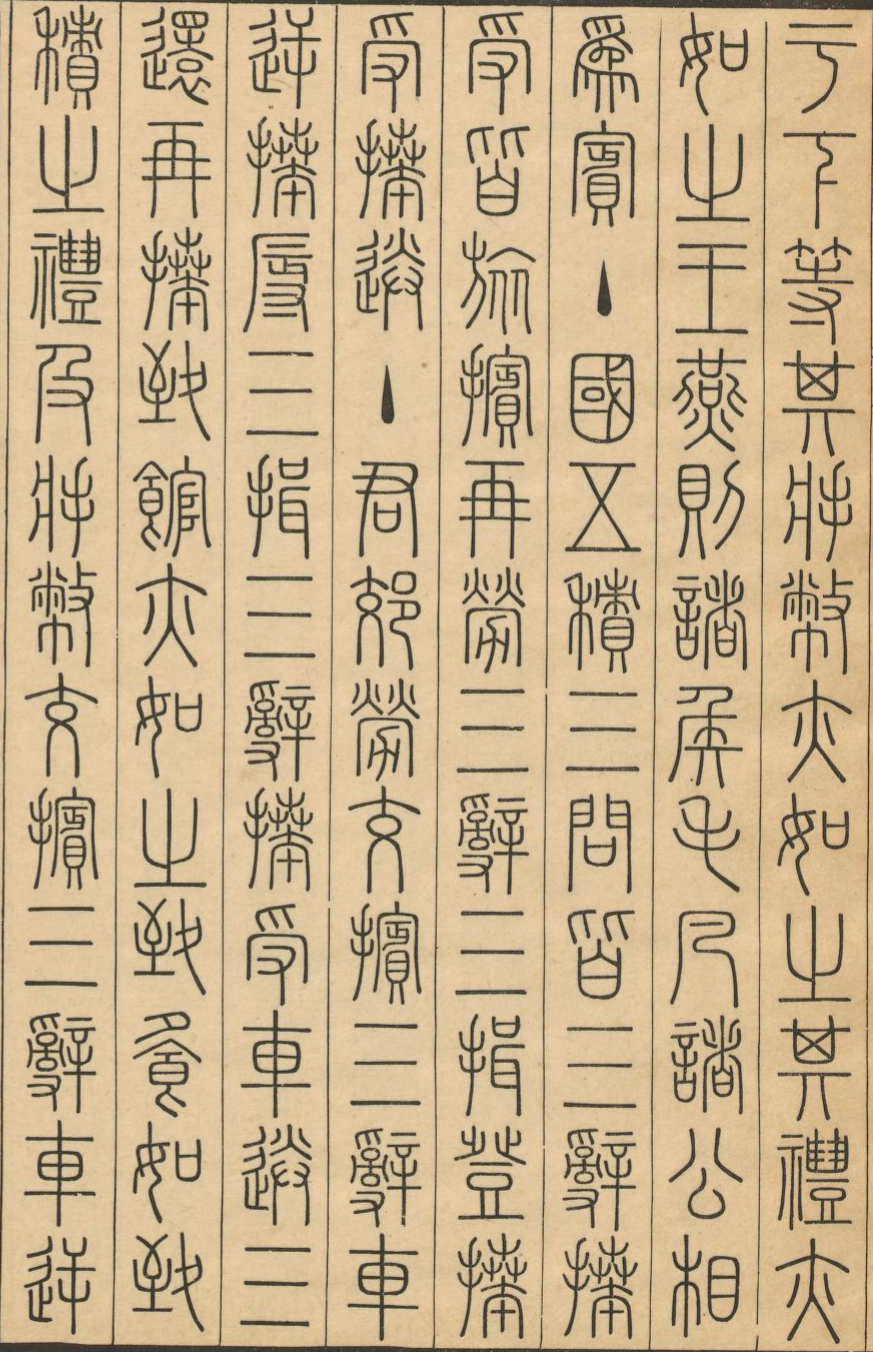 于下等其將幣亦如之其禮亦
如之王燕則諸侯毛凡諸公相
為賓丶國五積三問皆三辭拜
受皆旅擯再勞三辭三揖登拜
受拜送丶君郊勞交擯三辭車
逆拜辱三揖三辭拜受車送三
還再拜致館亦如之致飧如致
積之禮及將幣交擯三辭車逆